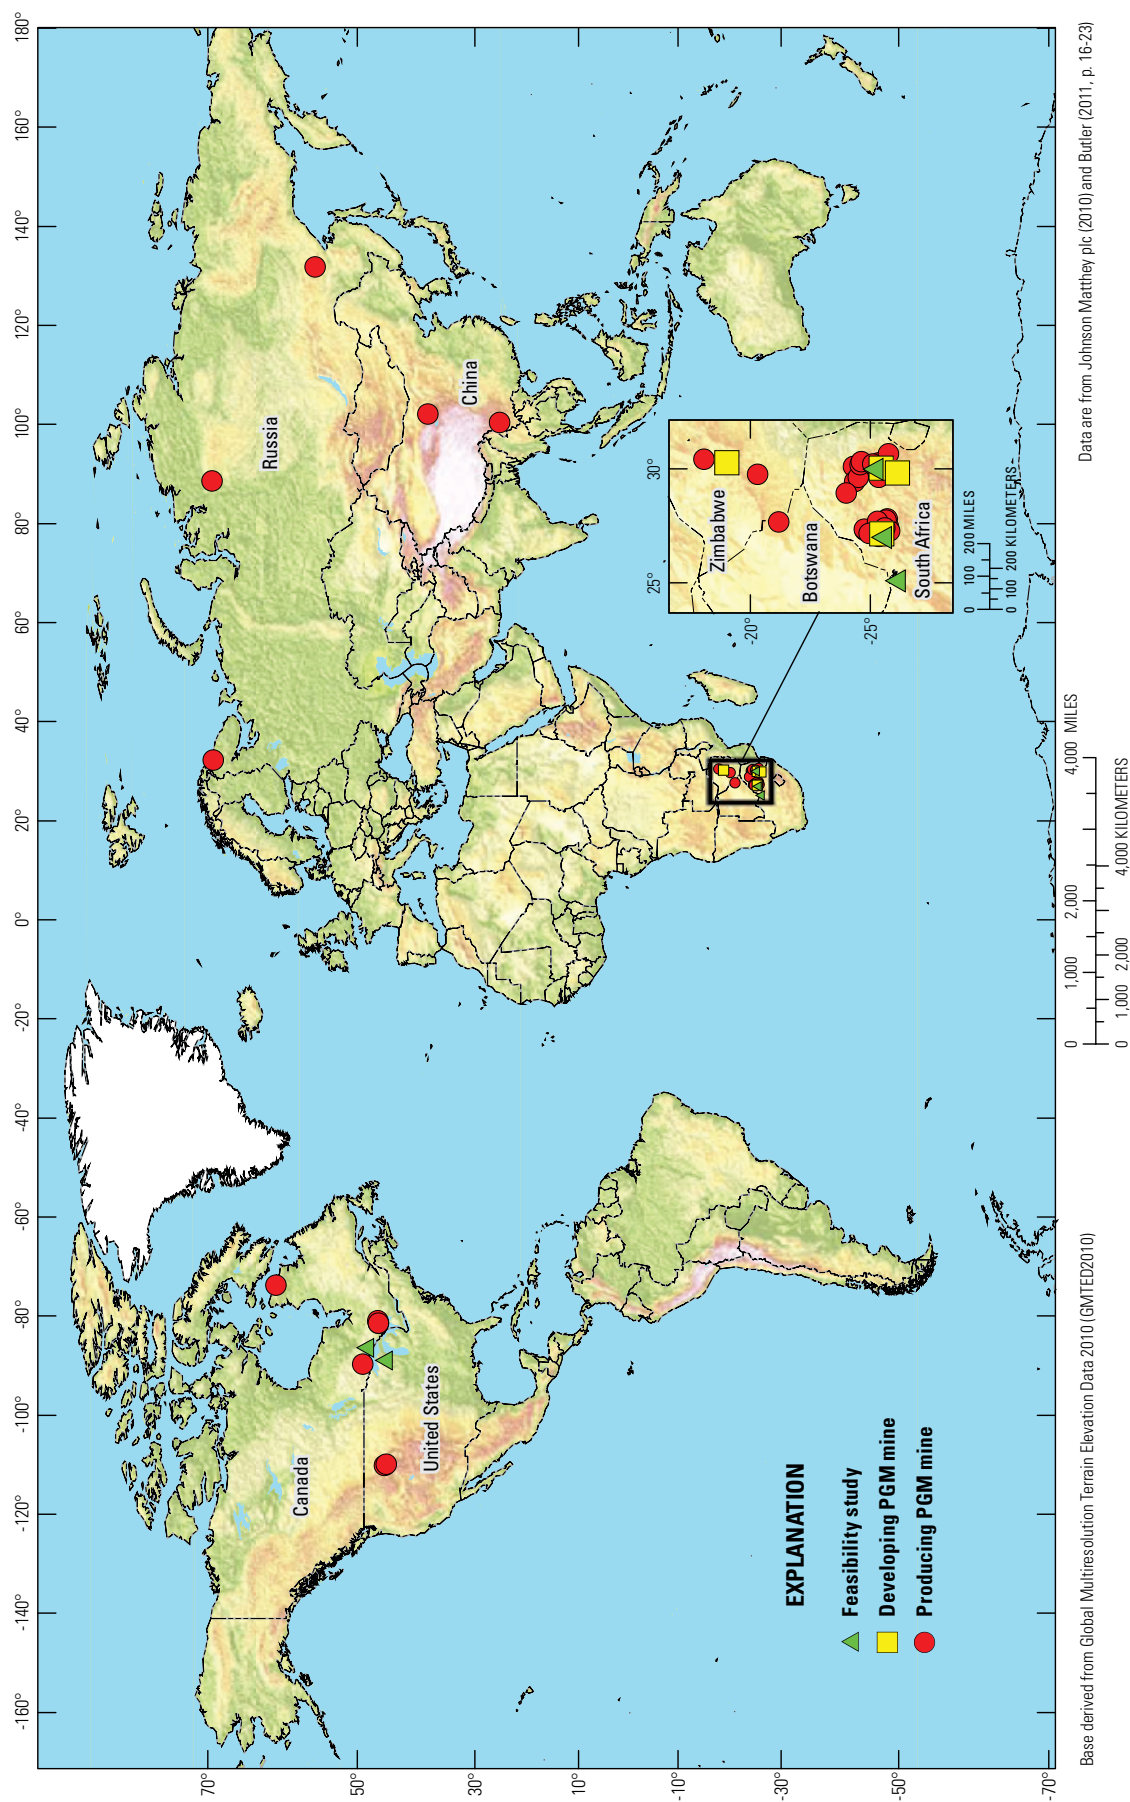 -160°
-140°
-120°
-100°
-80°
-60°
-40°
-20°
0°
20°
40°
60°
80°
100°
120°
140°
160°
180°
70°
50°
30°
10°
-10°
-30°
-50°
-70°
Canada
United States
Russia
China
Zimbabwe
Botswana
South Africa
25°
30°
-20°
-25°
0 100 200 MILES
0 100 200 KILOMETERS
EXPLANATION
Feasibility study
Developing PGM mine
Producing PGM mine
0 1,000 2,000 4,000 MILES
0 1,000 2,000 4,000 KILOMETERS
Base derived from Global Multiresolution Terrain Elevation Data 2010 (GMTED2010)
Data are from Johnson Matthey plc (2010) and Butler (2011, p. 16-23)